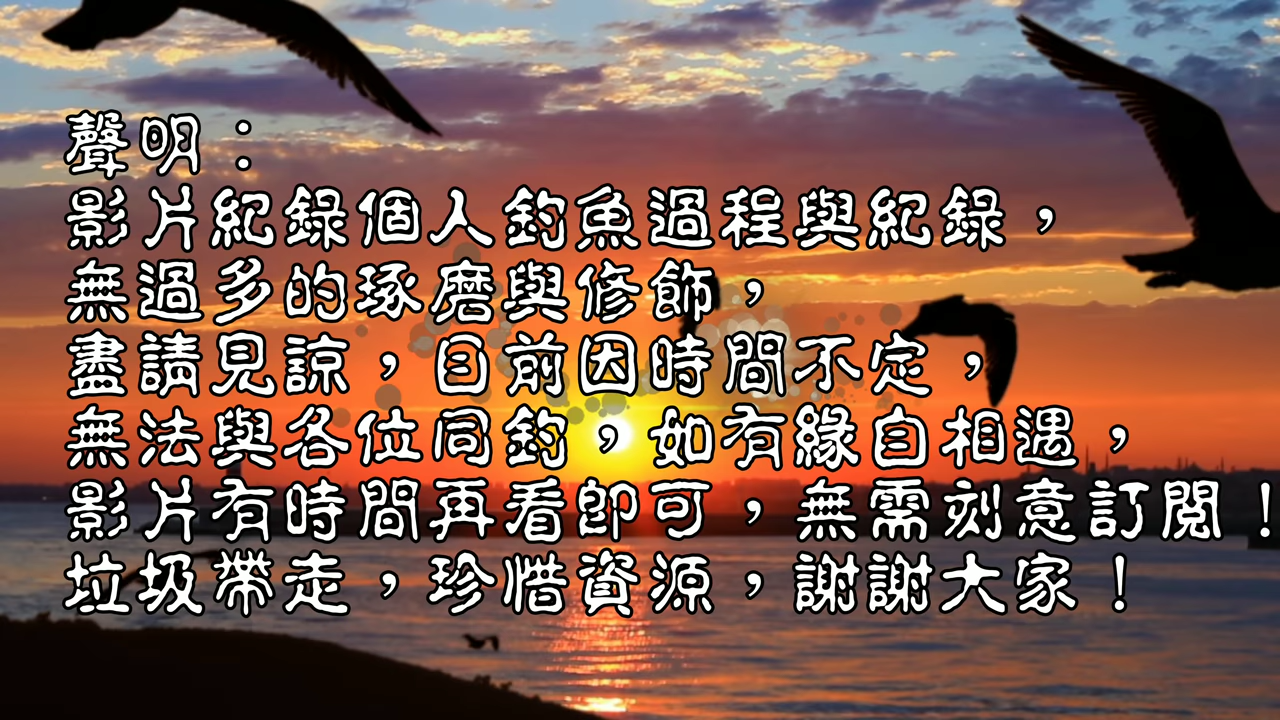 聲明：
影片紀錄個人釣魚過程與紀錄，
無過多的琢磨與修飾，
盡請見諒，目前因時間不定，
無法與各位同釣，如有緣自相遇，
影片有時間再看即可，無需刻意訂閱！
垃圾帶走，珍惜資源，謝謝大家！